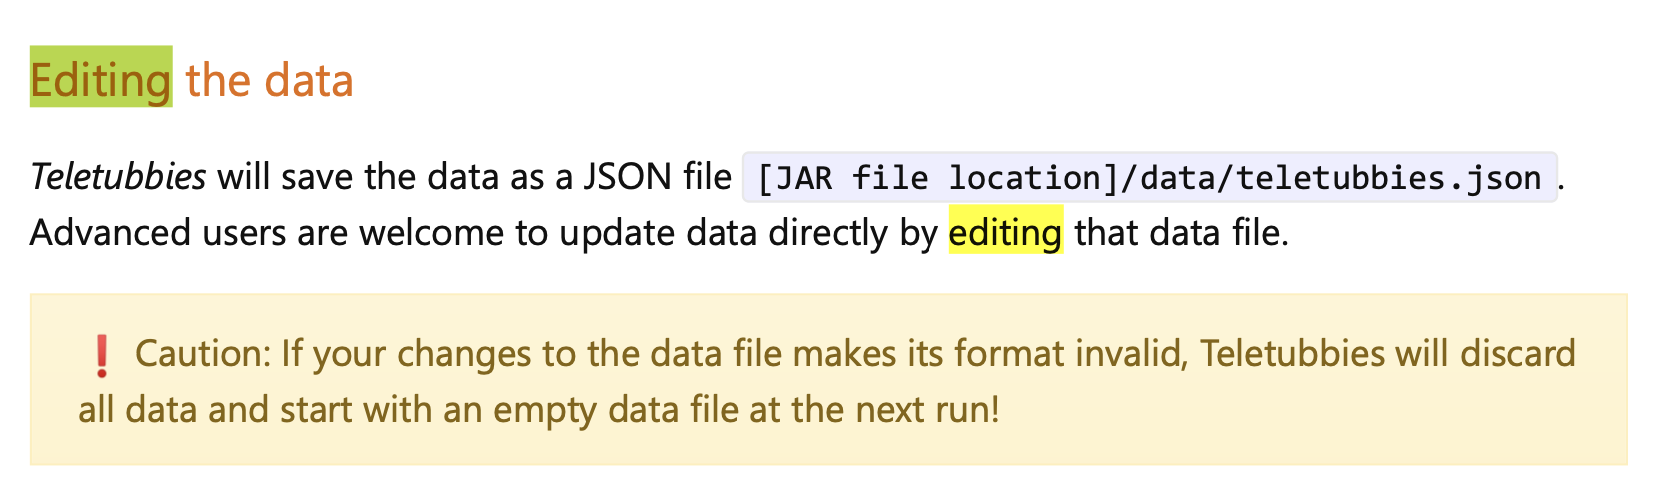 Editing the data
Teletubbies will save the data as a JSON file [JAR file location]/data/teletubbies.json.
Advanced users are welcome to update data directly by editing that data file.
❗ Caution: If your changes to the data file makes its format invalid, Teletubbies will discard
all data and start with an empty data file at the next run!